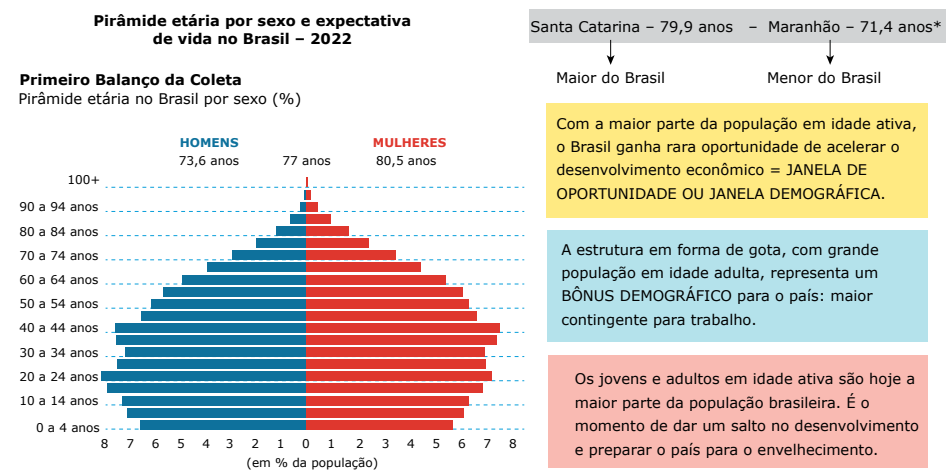 Pirâmide etária por sexo e expectativa
de vida no Brasil – 2022
Primeiro Balanço da Coleta
Pirâmide etária no Brasil por sexo (%)
HOMENS
MULHERES
73,6 anos
77 anos
80,5 anos
100+
90 a 94 anos
80 a 84 anos
70 a 74 anos
60 a 64 anos
50 a 54 anos
40 a 44 anos
30 a 34 anos
20 a 24 anos
10 a 14 anos
0 a 4 anos
8 7 6 5 4 3 2 1 0 1 2 3 4 5 6 7 8
(em % da população)
Santa Catarina – 79,9 anos – Maranhão – 71,4 anos*
Maior do Brasil
Menor do Brasil
Com a maior parte da população em idade ativa,
o Brasil ganha rara oportunidade de acelerar o
desenvolvimento econômico = JANELA DE
OPORTUNIDADE OU JANELA DEMOGRÁFICA.
A estrutura em forma de gota, com grande
população em idade adulta, representa um
BÔNUS DEMOGRÁFICO para o país: maior
contingente para trabalho.
Os jovens e adultos em idade ativa são hoje a
maior parte da população brasileira. É o
momento de dar um salto no desenvolvimento
e preparar o país para o envelhecimento.